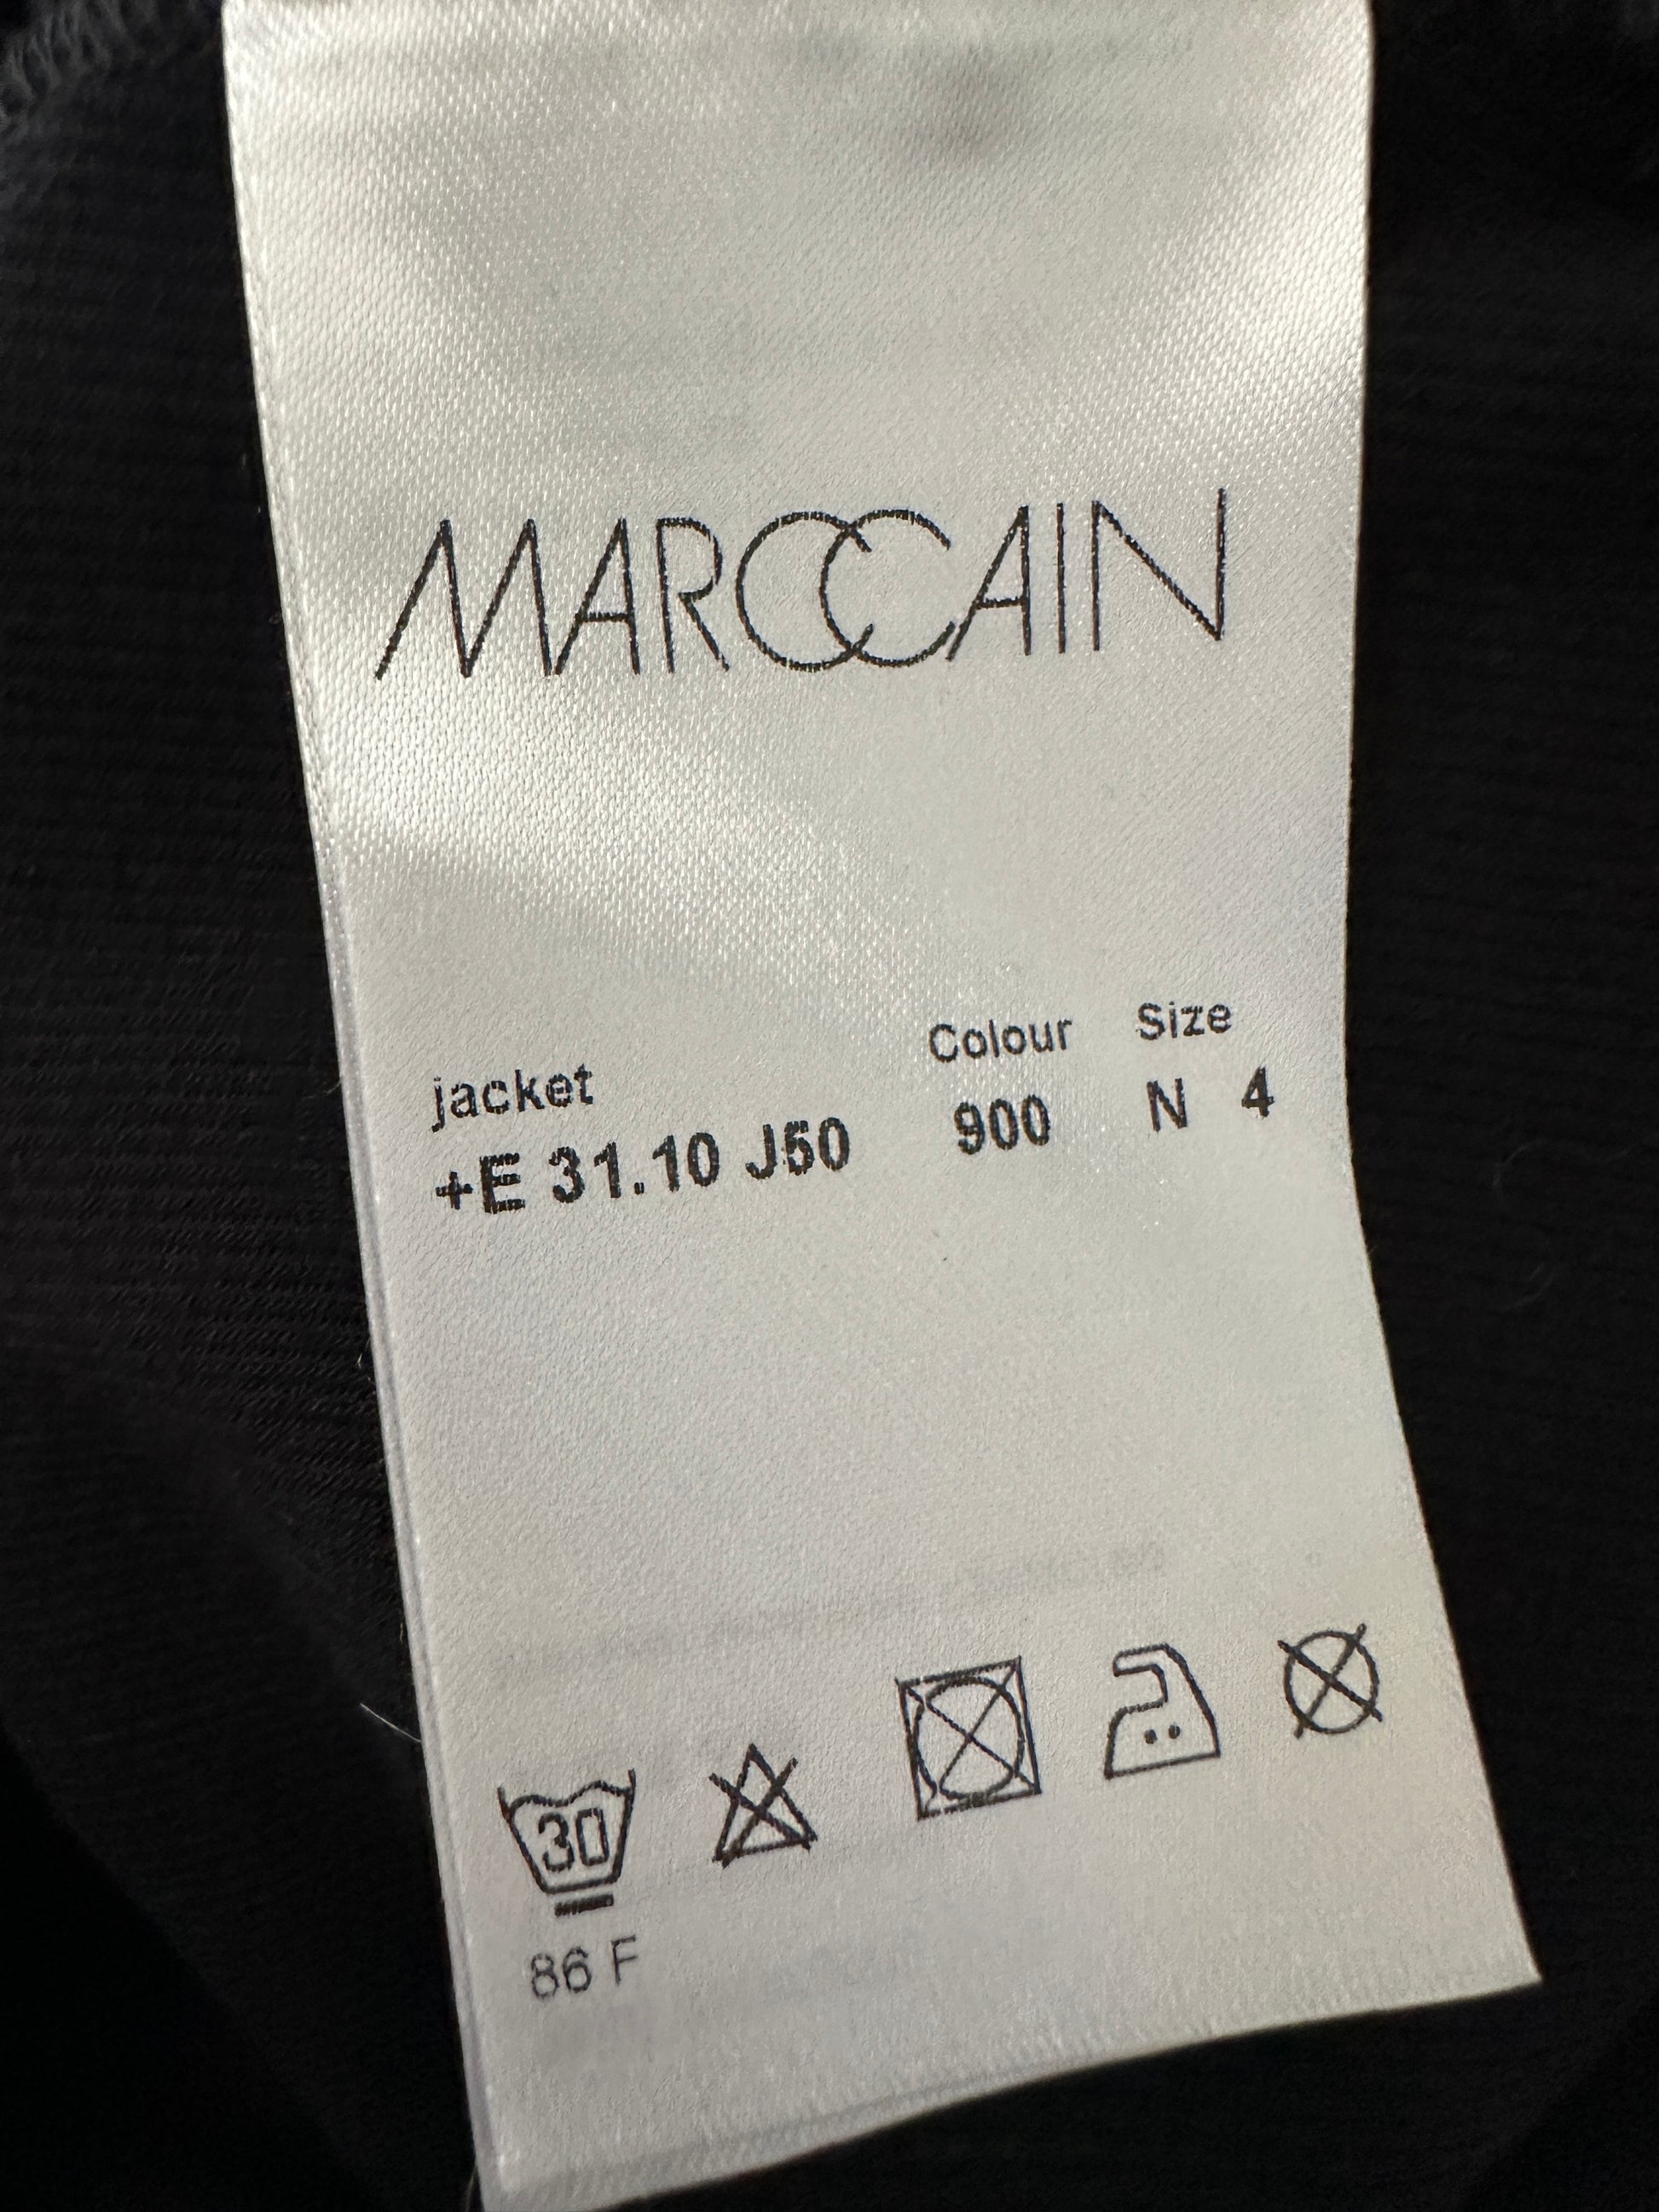 MARCCAIN
Colour Size
jacket
+E 31.10 J50 900 N 4
30
86 F